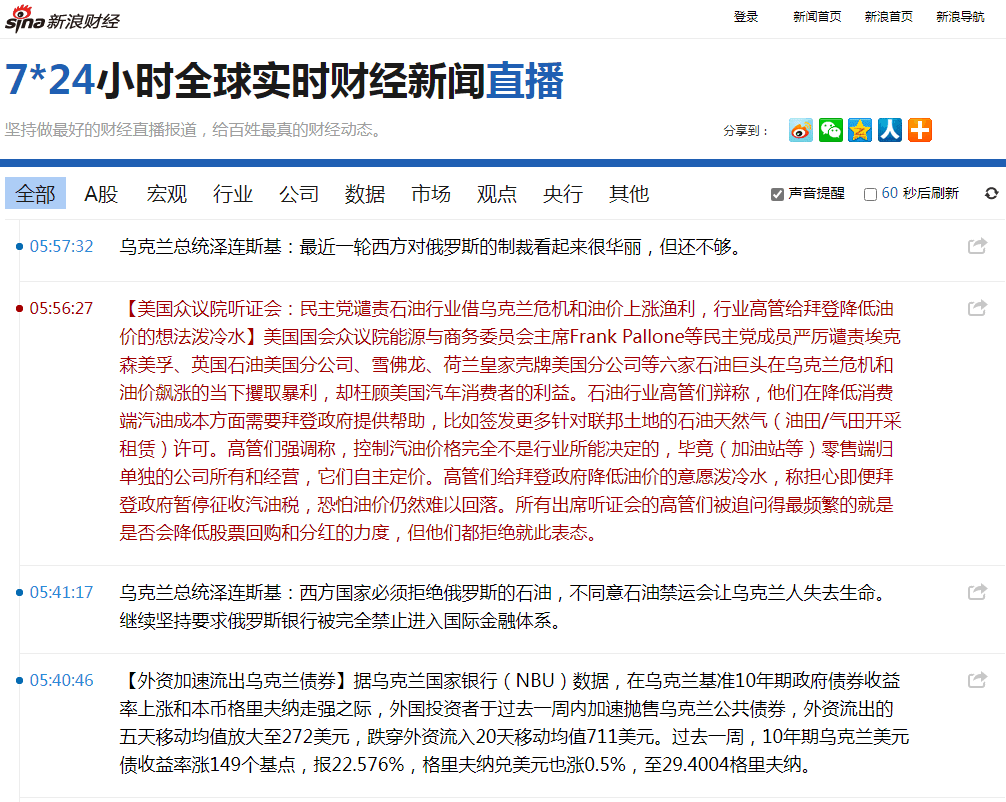 sina新浪财经
登录 新闻首页 新浪首页 新浪导航
7*24小时全球实时财经新闻直播
坚持做最好的财经直播报道，给百姓最真的财经动态。
分享到：
全部 A股 宏观 行业 公司 数据 市场 观点 央行 其他 声音提醒 60 秒后刷新
05:57:32 乌克兰总统泽连斯基：最近一轮西方对俄罗斯的制裁看起来很华丽，但还不够。
05:56:27 【美国众议院听证会：民主党谴责石油行业借乌克兰危机和油价上涨渔利，行业高管给拜登降低油
价的想法泼冷水】美国国会众议院能源与商务委员会主席Frank Pallone等民主党成员严厉谴责埃克
森美孚、英国石油美国分公司、雪佛龙、荷兰皇家壳牌美国分公司等六家石油巨头在乌克兰危机和
油价飙涨的当下攫取暴利，却枉顾美国汽车消费者的利益。石油行业高管们辩称，他们在降低消费
端汽油成本方面需要拜登政府提供帮助，比如签发更多针对联邦土地的石油天然气（油田/气田开采
租赁）许可。高管们强调称，控制汽油价格完全不是行业所能决定的，毕竟（加油站等）零售端归
单独的公司所有和经营，它们自主定价。高管们给拜登政府降低油价的意愿泼冷水，称担心即便拜
登政府暂停征收汽油税，恐怕油价仍然难以回落。所有出席听证会的高管们被追问得最频繁的就是
是否会降低股票回购和分红的力度，但他们都拒绝就此表态。
05:41:17 乌克兰总统泽连斯基：西方国家必须拒绝俄罗斯的石油，不同意石油禁运会让乌克兰人失去生命。
继续坚持要求俄罗斯银行被完全禁止进入国际金融体系。
05:40:46 【外资加速流出乌克兰债券】据乌克兰国家银行（NBU）数据，在乌克兰基准10年期政府债券收益
率上涨和本币格里夫纳走强之际，外国投资者于过去一周内加速抛售乌克兰公共债券，外资流出的
五天移动均值放大至272美元，跌穿外资流入20天移动均值711美元。过去一周，10年期乌克兰美元
债收益率涨149个基点，报22.576%，格里夫纳兑美元也涨0.5%，至29.4004格里夫纳。